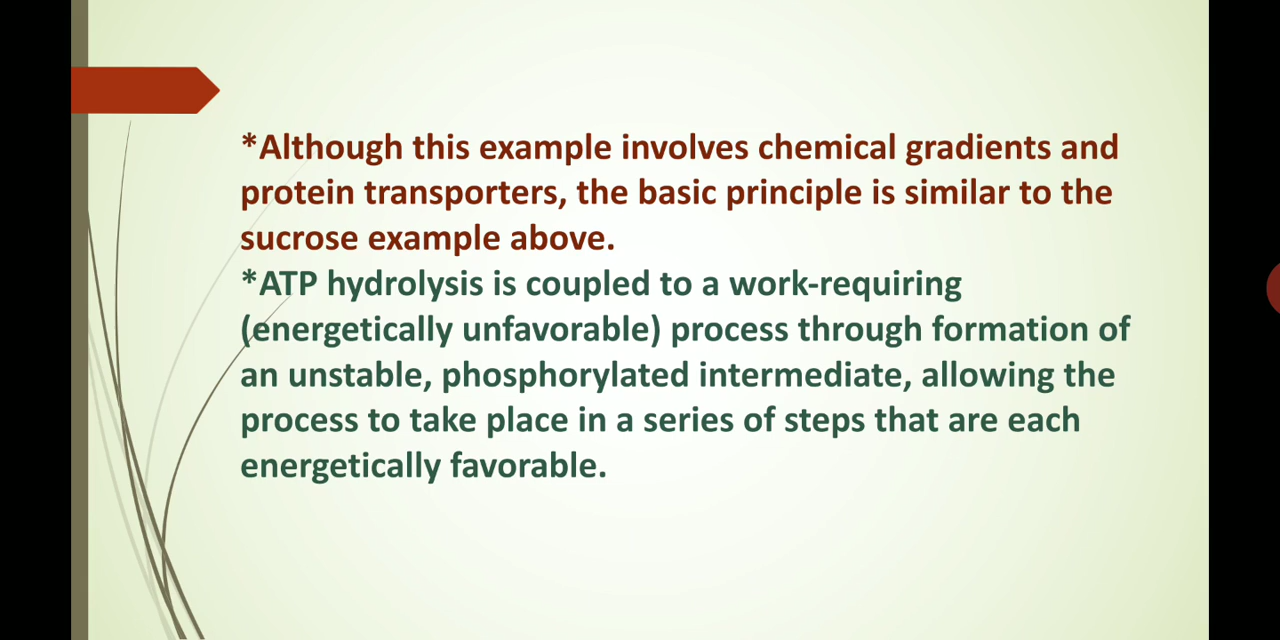 *Although this example involves chemical gradients and
protein transporters, the basic principle is similar to the
sucrose example above.
*ATP hydrolysis is coupled to a work-requiring
(energetically unfavorable) process through formation of
an unstable, phosphorylated intermediate, allowing the
process to take place in a series of steps that are each
energetically favorable.